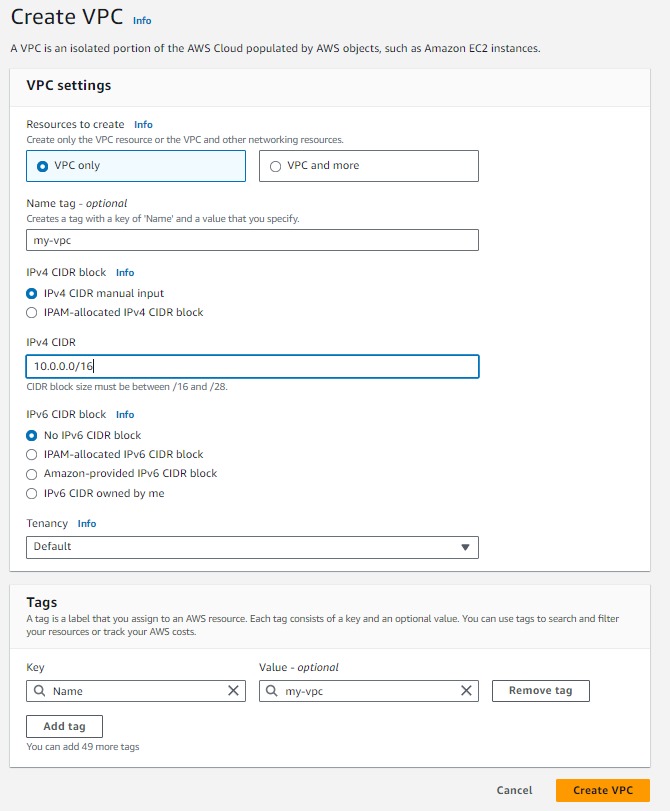 Create VPC Info
A VPC is an isolated portion of the AWS Cloud populated by AWS objects, such as Amazon EC2 instances.
VPC settings
Resources to create Info
Create only the VPC resource or the VPC and other networking resources.
VPC only
VPC and more
Name tag - optional
Creates a tag with a key of 'Name' and a value that you specify.
my-vpc
IPv4 CIDR block Info
IPv4 CIDR manual input
IPAM-allocated IPv4 CIDR block
IPv4 CIDR
10.0.0.0/16
CIDR block size must be between /16 and /28.
IPv6 CIDR block Info
No IPv6 CIDR block
IPAM-allocated IPv6 CIDR block
Amazon-provided IPv6 CIDR block
IPv6 CIDR owned by me
Tenancy Info
Default
Tags
A tag is a label that you assign to an AWS resource. Each tag consists of a key and an optional value. You can use tags to search and filter
your resources or track your AWS costs.
Key
Value - optional
Name
my-vpc
Remove tag
Add tag
You can add 49 more tags
Cancel
Create VPC